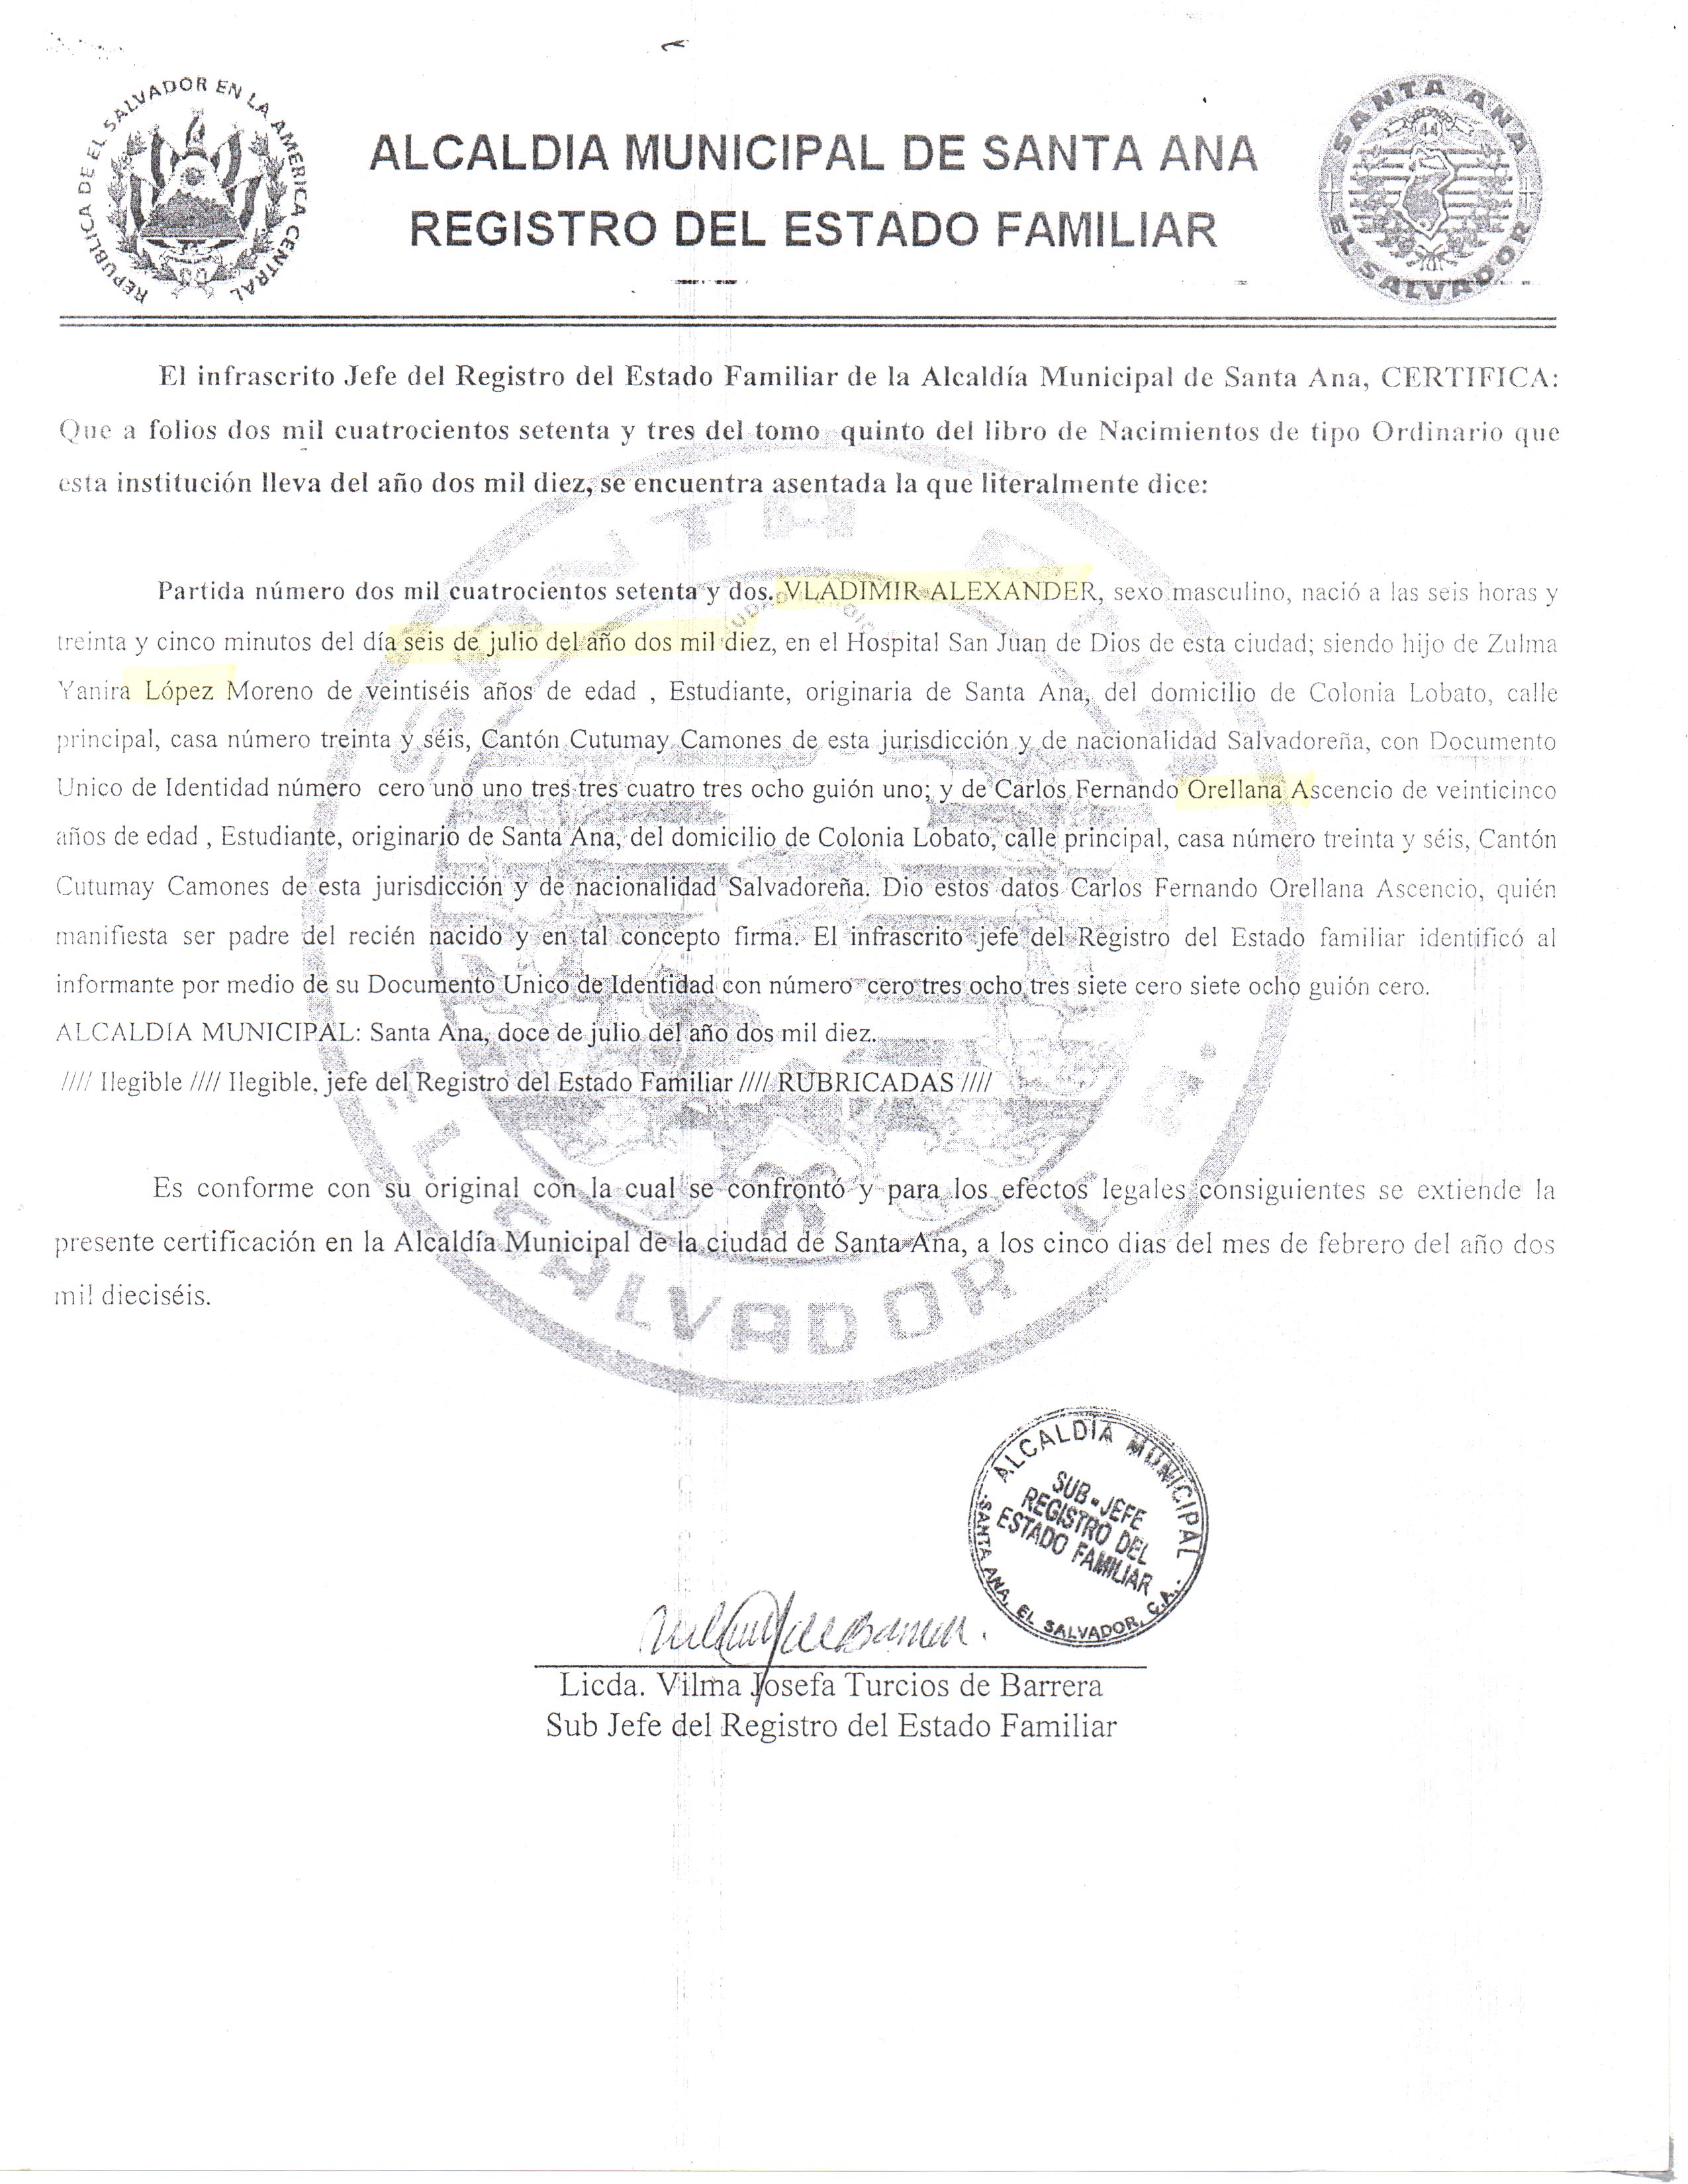 REPUBLICA DE EL SALVADOR EN LA AMERICA CENTRAL
SANTA ANA EL SALVADOR
ALCALDIA MUNICIPAL DE SANTA ANA
REGISTRO DEL ESTADO FAMILIAR
El infrascrito Jefe del Registro del Estado Familiar de la Alcaldía Municipal de Santa Ana, CERTIFICA:
Que a folios dos mil cuatrocientos setenta y tres del tomo quinto del libro de Nacimientos de tipo Ordinario que
esta institución lleva del año dos mil diez, se encuentra asentada la que literalmente dice:
Partida número dos mil cuatrocientos setenta y dos. VLADIMIR ALEXANDER, sexo masculino, nació a las seis horas y
treinta y cinco minutos del día seis de julio del año dos mil diez, en el Hospital San Juan de Dios de esta ciudad; siendo hijo de Zulma
Yanira López Moreno de veintiséis años de edad , Estudiante, originaria de Santa Ana, del domicilio de Colonia Lobato, calle
principal, casa número treinta y séis, Cantón Cutumay Camones de esta jurisdicción y de nacionalidad Salvadoreña, con Documento
Unico de Identidad número cero uno uno tres tres cuatro tres ocho guión uno; y de Carlos Fernando Orellana Ascencio de veinticinco
años de edad , Estudiante, originario de Santa Ana, del domicilio de Colonia Lobato, calle principal, casa número treinta y séis, Cantón
Cutumay Camones de esta jurisdicción y de nacionalidad Salvadoreña. Dio estos datos Carlos Fernando Orellana Ascencio, quién
manifiesta ser padre del recién nacido y en tal concepto firma. El infrascrito jefe del Registro del Estado familiar identificó al
informante por medio de su Documento Unico de Identidad con número cero tres ocho tres siete cero siete ocho guión cero.
ALCALDIA MUNICIPAL: Santa Ana, doce de julio del año dos mil diez.
//// Ilegible //// Ilegible, jefe del Registro del Estado Familiar //// RUBRICADAS ////
Es conforme con su original con la cual se confrontó y para los efectos legales consiguientes se extiende la
presente certificación en la Alcaldía Municipal de la ciudad de Santa Ana, a los cinco dias del mes de febrero del año dos
mil dieciséis.
ALCALDÍA MUNICIPAL
SUB-JEFE
REGISTRO DEL
ESTADO FAMILIAR
SANTA ANA, EL SALVADOR, C.A.
Licda. Vilma Josefa Turcios de Barrera
Sub Jefe del Registro del Estado Familiar